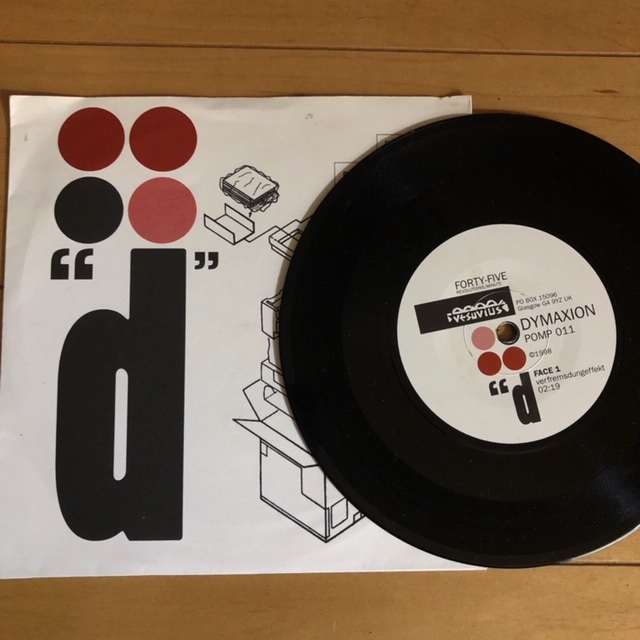 “d”
FORTY-FIVE
REVOLUTIONS/MINUTE
VESUVIUS
PO BOX 15096
Glasgow G4 9YZ UK
DYMAXION
POMP 011
©1998
FACE 1
verfremsdungeffekt
02:19
“d